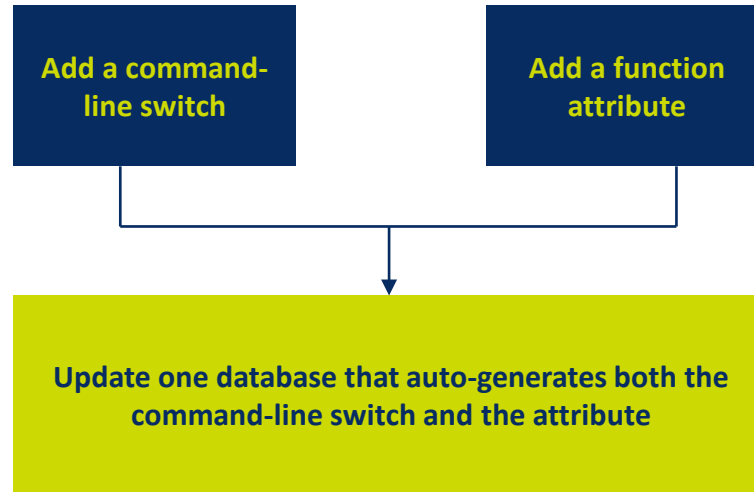 Add a command-
line switch
Add a function
attribute
Update one database that auto-generates both the
command-line switch and the attribute